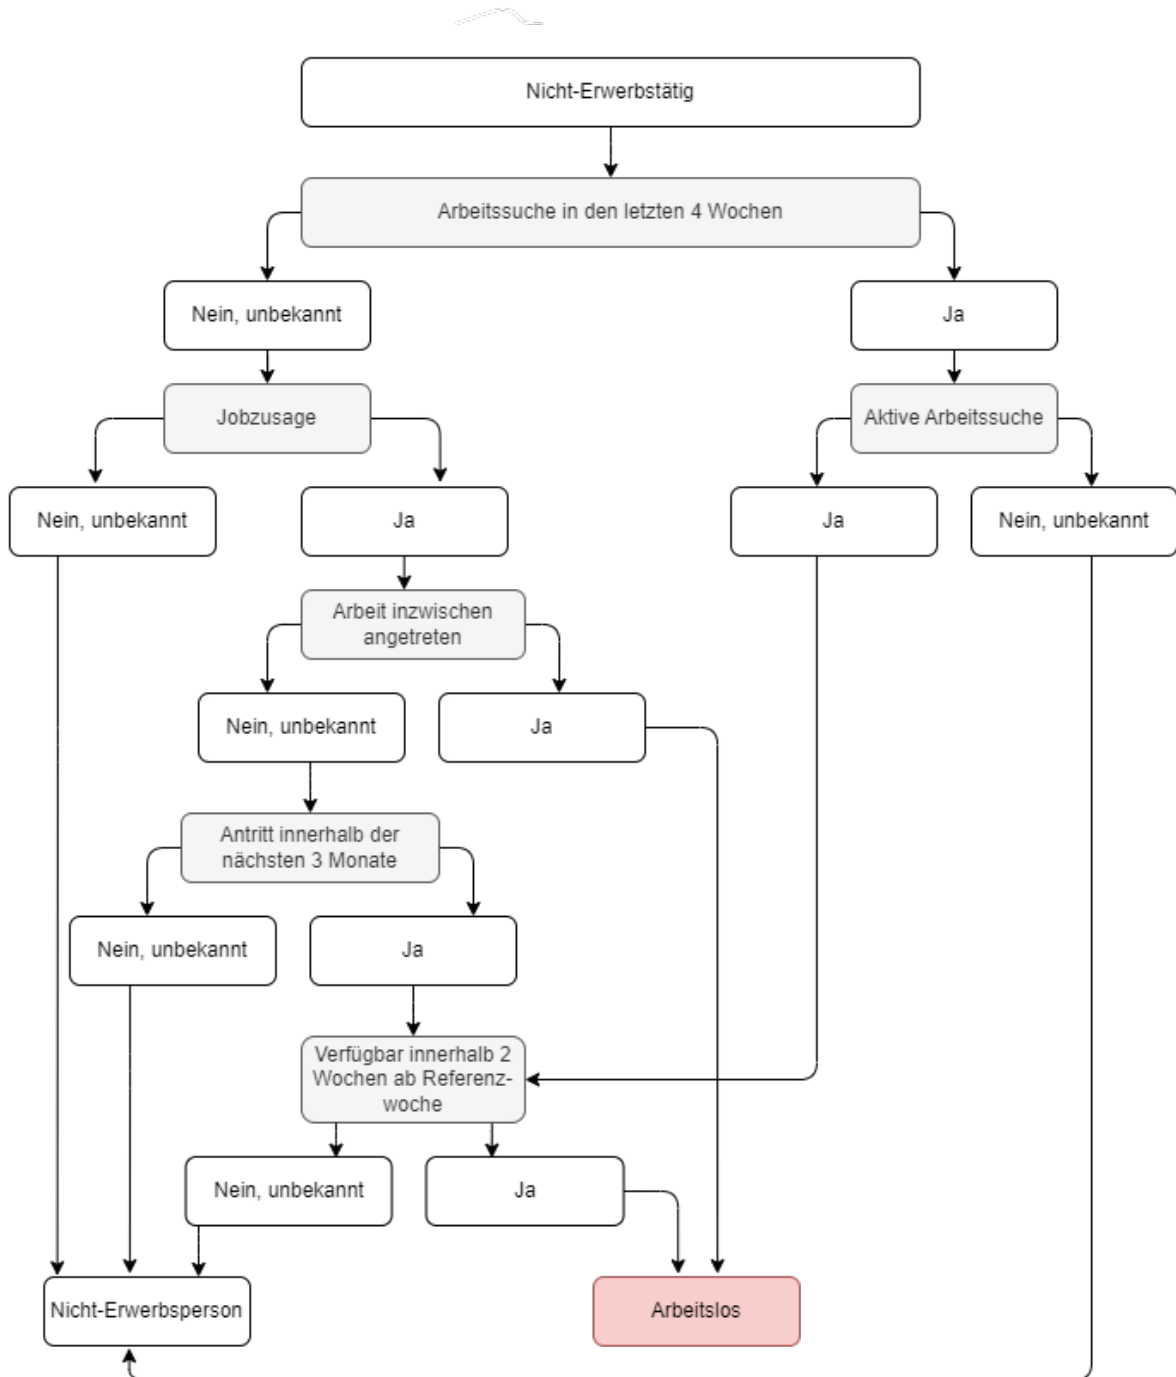 Nicht-Erwerbstätig
Arbeitssuche in den letzten 4 Wochen
Nein, unbekannt
Ja
Jobzusage
Aktive Arbeitssuche
Nein, unbekannt
Ja
Ja
Nein, unbekannt
Arbeit inzwischen
angetreten
Nein, unbekannt
Ja
Antritt innerhalb der
nächsten 3 Monate
Nein, unbekannt
Ja
Verfügbar innerhalb 2
Wochen ab Referenz-
woche
Nein, unbekannt
Ja
Nicht-Erwerbsperson
Arbeitslos